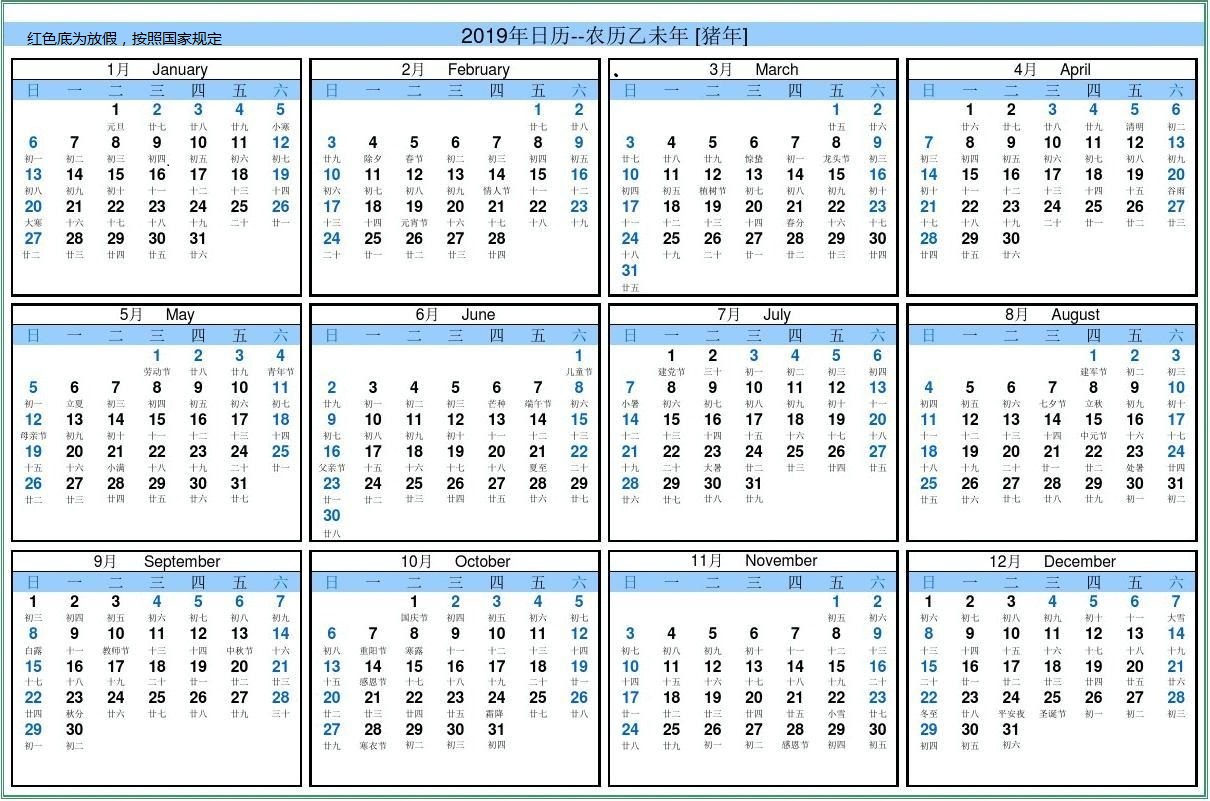 红色底为放假，按照国家规定
2019年日历--农历乙未年 [猪年]
1月 January
日 一 二 三 四 五 六
1 2 3 4 5
元旦 廿七 廿八 廿九 小寒
6 7 8 9 10 11 12
初一 初二 初三 初四 初五 初六 初七
13 14 15 16 17 18 19
初八 初九 初十 十一 十二 十三 十四
20 21 22 23 24 25 26
大寒 十六 十七 十八 十九 二十 廿一
27 28 29 30 31
廿二 廿三 廿四 廿五 廿六
2月 February
日 一 二 三 四 五 六
1 2
廿七 廿八
3 4 5 6 7 8 9
廿九 除夕 春节 初二 初三 初四 初五
10 11 12 13 14 15 16
初六 初七 初八 初九 情人节 十一 十二
17 18 19 20 21 22 23
十三 十四 元宵节 十六 十七 十八 十九
24 25 26 27 28
二十 廿一 廿二 廿三 廿四
3月 March
日 一 二 三 四 五 六
1 2
廿五 廿六
3 4 5 6 7 8 9
廿七 廿八 廿九 惊蛰 初一 龙头节 初三
10 11 12 13 14 15 16
初四 初五 植树节 初七 初八 初九 初十
17 18 19 20 21 22 23
十一 十二 十三 十四 春分 十六 十七
24 25 26 27 28 29 30
十八 十九 二十 廿一 廿二 廿三 廿四
31
廿五
4月 April
日 一 二 三 四 五 六
1 2 3 4 5 6
廿六 廿七 廿八 廿九 清明 初二
7 8 9 10 11 12 13
初三 初四 初五 初六 初七 初八 初九
14 15 16 17 18 19 20
初十 十一 十二 十三 十四 十五 谷雨
21 22 23 24 25 26 27
十七 十八 十九 二十 廿一 廿二 廿三
28 29 30
廿四 廿五 廿六
5月 May
日 一 二 三 四 五 六
1 2 3 4
劳动节 廿八 廿九 青年节
5 6 7 8 9 10 11
初一 立夏 初三 初四 初五 初六 初七
12 13 14 15 16 17 18
母亲节 初九 初十 十一 十二 十三 十四
19 20 21 22 23 24 25
十五 十六 小满 十八 十九 二十 廿一
26 27 28 29 30 31
廿二 廿三 廿四 廿五 廿六 廿七
6月 June
日 一 二 三 四 五 六
1
儿童节
2 3 4 5 6 7 8
廿九 初一 初二 初三 芒种 端午节 初六
9 10 11 12 13 14 15
初七 初八 初九 初十 十一 十二 十三
16 17 18 19 20 21 22
父亲节 十五 十六 十七 十八 夏至 二十
23 24 25 26 27 28 29
廿一 廿二 廿三 廿四 廿五 廿六 廿七
30
廿八
7月 July
日 一 二 三 四 五 六
1 2 3 4 5 6
建党节 三十 初一 初二 初三 初四
7 8 9 10 11 12 13
小暑 初六 初七 初八 初九 初十 十一
14 15 16 17 18 19 20
十二 十三 十四 十五 十六 十七 十八
21 22 23 24 25 26 27
十九 二十 大暑 廿二 廿三 廿四 廿五
28 29 30 31
廿六 廿七 廿八 廿九
8月 August
日 一 二 三 四 五 六
1 2 3
建军节 初二 初三
4 5 6 7 8 9 10
初四 初五 初六 七夕节 立秋 初九 初十
11 12 13 14 15 16 17
十一 十二 十三 十四 中元节 十六 十七
18 19 20 21 22 23 24
十八 十九 二十 廿一 廿二 处暑 廿四
25 26 27 28 29 30 31
廿五 廿六 廿七 廿八 廿九 初一 初二
9月 September
日 一 二 三 四 五 六
1 2 3 4 5 6 7
初三 初四 初五 初六 初七 初八 初九
8 9 10 11 12 13 14
白露 十一 教师节 十三 十四 中秋节 十六
15 16 17 18 19 20 21
十七 十八 十九 二十 廿一 廿二 廿三
22 23 24 25 26 27 28
廿四 秋分 廿六 廿七 廿八 廿九 三十
29 30
初一 初二
10月 October
日 一 二 三 四 五 六
1 2 3 4 5
国庆节 初四 初五 初六 初七
6 7 8 9 10 11 12
初八 重阳节 寒露 十一 十二 十三 十四
13 14 15 16 17 18 19
十五 感恩节 十七 十八 十九 二十 廿一
20 21 22 23 24 25 26
廿二 廿三 廿四 廿五 霜降 廿七 廿八
27 28 29 30 31
廿九 寒衣节 初二 初三 初四
11月 November
日 一 二 三 四 五 六
1 2
初五 初六
3 4 5 6 7 8 9
初七 初八 初九 初十 十一 十二 十三
10 11 12 13 14 15 16
十四 十五 十六 十七 十八 十九 二十
17 18 19 20 21 22 23
廿一 廿二 廿三 廿四 廿五 小雪 廿七
24 25 26 27 28 29 30
廿八 廿九 初一 初二 感恩节 初四 初五
12月 December
日 一 二 三 四 五 六
1 2 3 4 5 6 7
初六 初七 初八 初九 初十 十一 大雪
8 9 10 11 12 13 14
十三 十四 十五 十六 十七 十八 十九
15 16 17 18 19 20 21
二十 廿一 廿二 廿三 廿四 廿五 廿六
22 23 24 25 26 27 28
冬至 廿八 平安夜 圣诞节 初一 初二 初三
29 30 31
初四 初五 初六